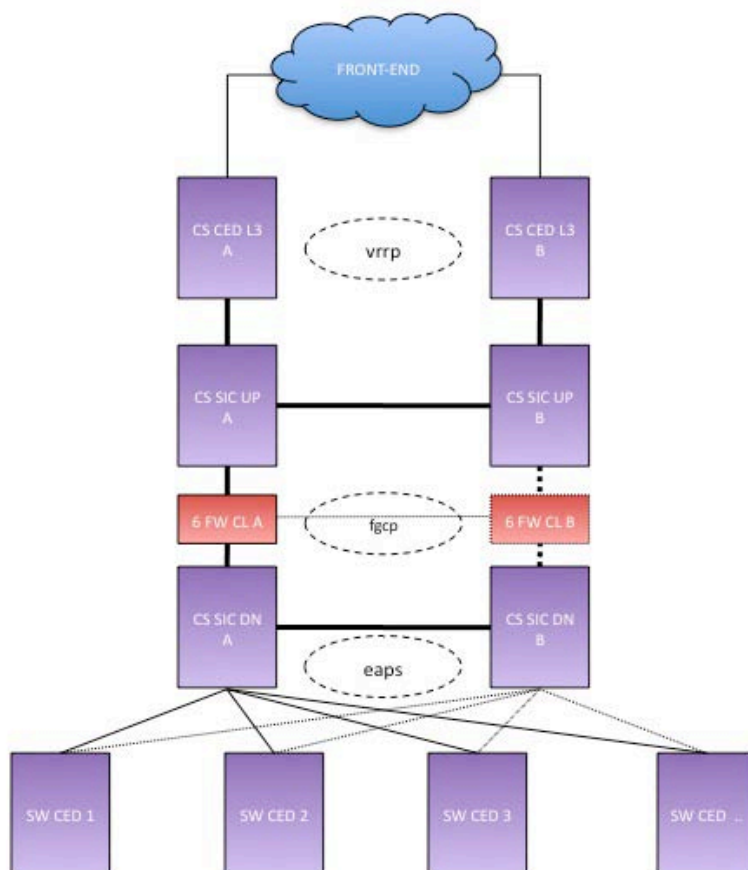 FRONT-END
CS CED L3
A
vrrp
CS CED L3
B
CS SIC UP
A
CS SIC UP
B
6 FW CL A
fgcp
6 FW CL B
CS SIC DN
A
CS SIC DN
B
eaps
SW CED 1
SW CED 2
SW CED 3
SW CED ..